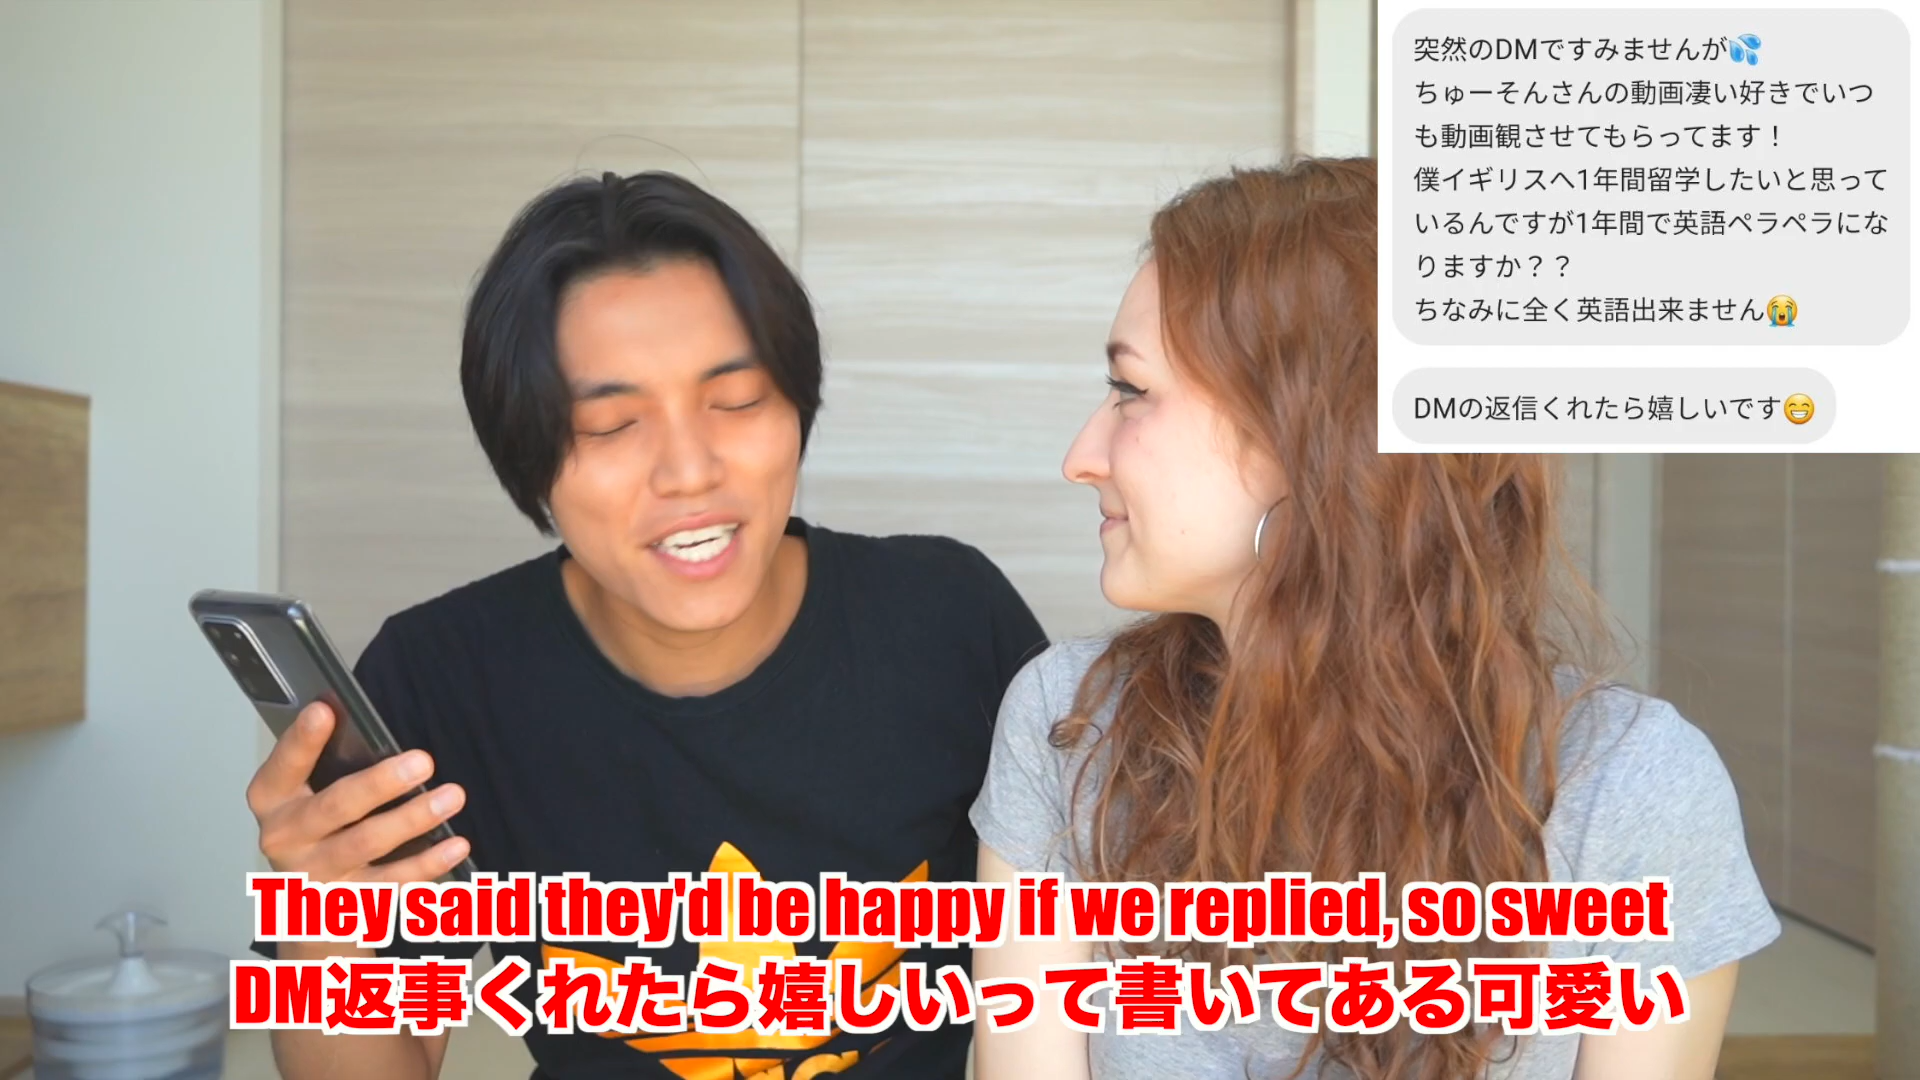 突然のDMですみませんが💦
ちゅーそんさんの動画凄い好きでいつ
も動画観させてもらってます！
僕イギリスへ1年間留学したいと思って
いるんですが1年間で英語ペラペラにな
りますか？？
ちなみに全く英語出来ません😭
DMの返信くれたら嬉しいです😁
They said they'd be happy if we replied, so sweet
DM返事くれたら嬉しいって書いてある可愛い